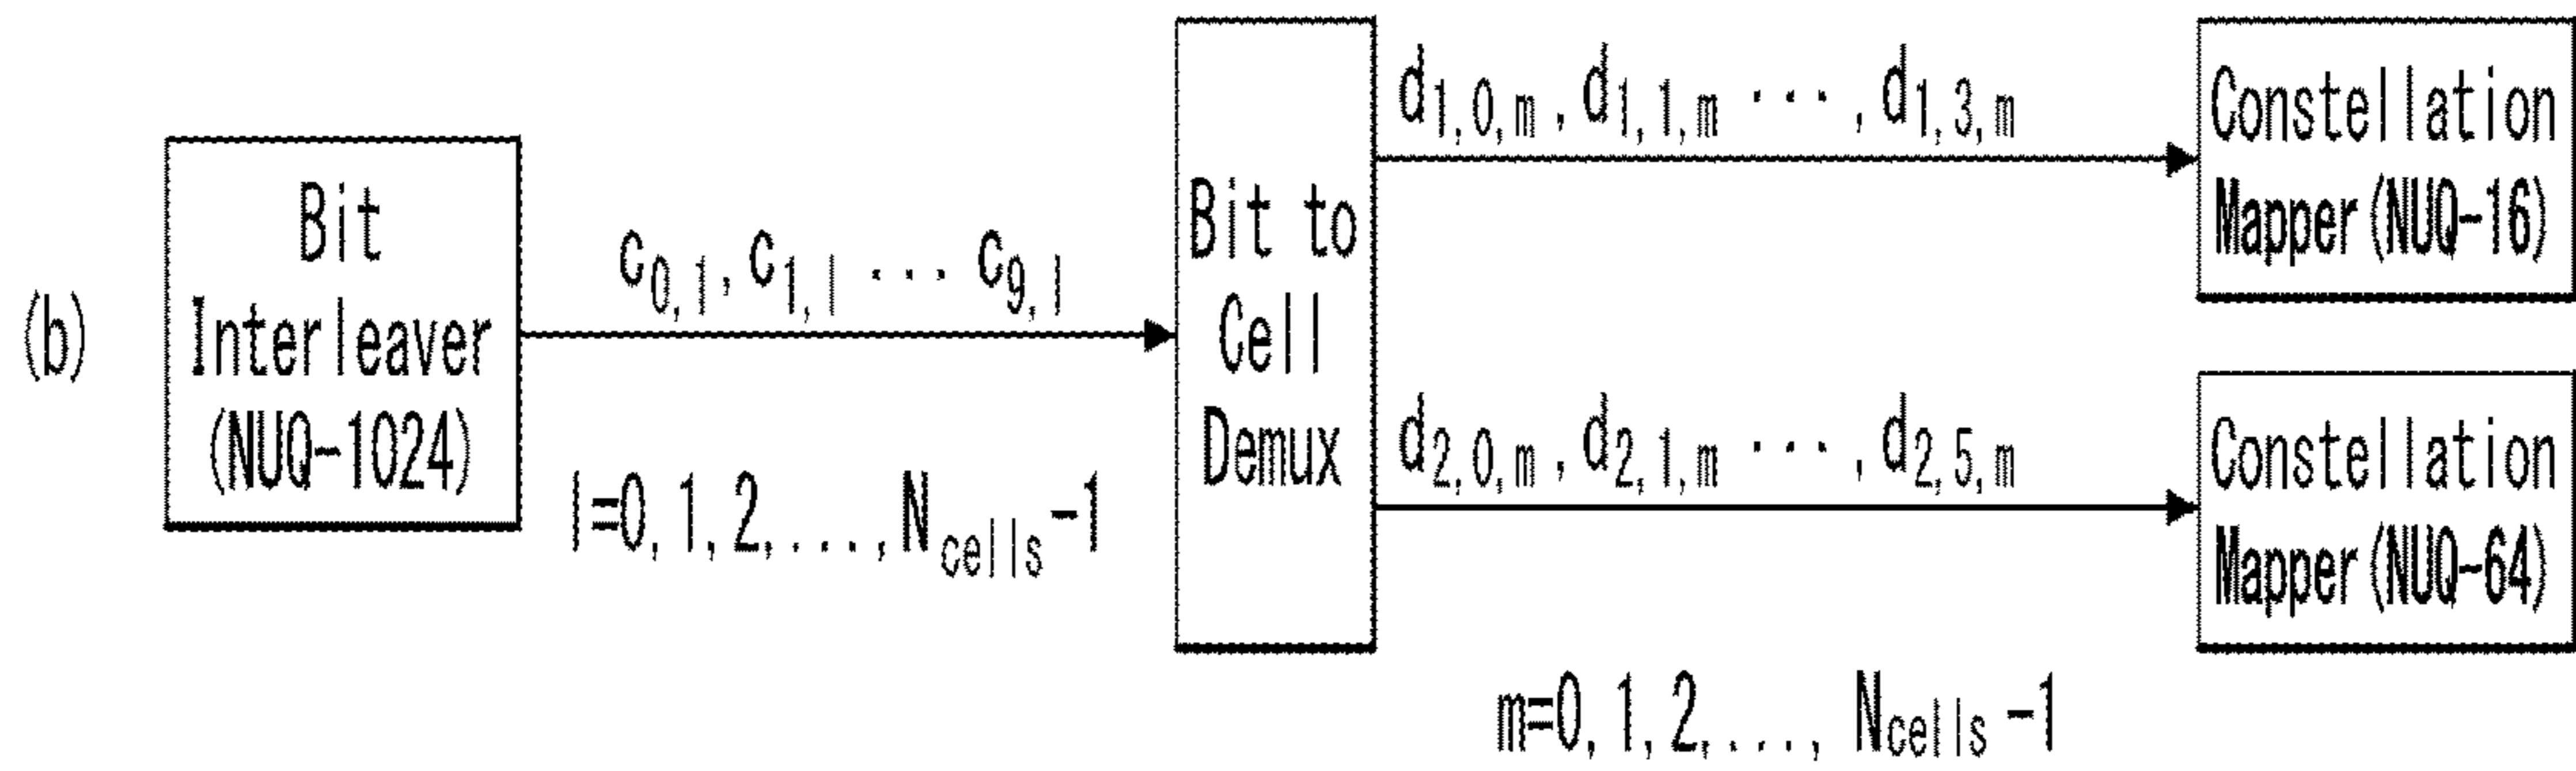 (b)
Bit
Interleaver
(NUQ-1024)
c0,l, c1,l ... c9,l
l=0, 1, 2, ..., Ncells-1
Bit to
Cell
Demux
d1,0,m, d1,1,m ..., d1,3,m
d2,0,m, d2,1,m ..., d2,5,m
m=0, 1, 2, ..., Ncells-1
Constellation
Mapper(NUQ-16)
Constellation
Mapper(NUQ-64)